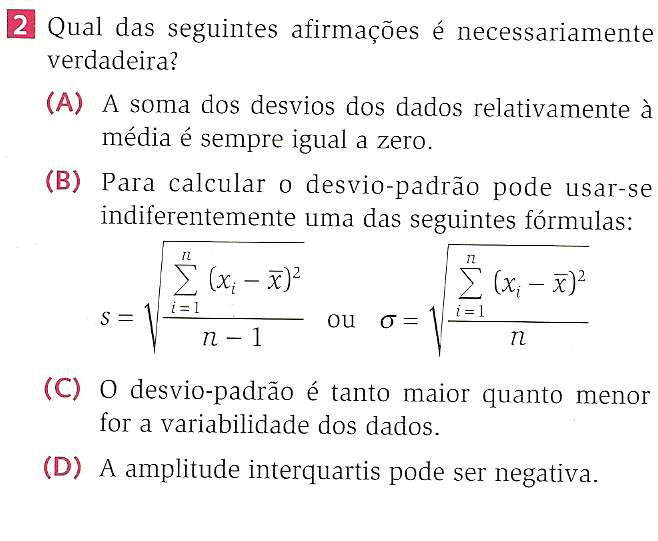 2 Qual das seguintes afirmações é necessariamente
verdadeira?
(A) A soma dos desvios dos dados relativamente à
média é sempre igual a zero.
(B) Para calcular o desvio-padrão pode usar-se
indiferentemente uma das seguintes fórmulas:
s = √(∑ⁿᵢ₌₁ (xᵢ − x̅)² / (n − 1)) ou σ = √(∑ⁿᵢ₌₁ (xᵢ − x̅)² / n)
(C) O desvio-padrão é tanto maior quanto menor
for a variabilidade dos dados.
(D) A amplitude interquartis pode ser negativa.